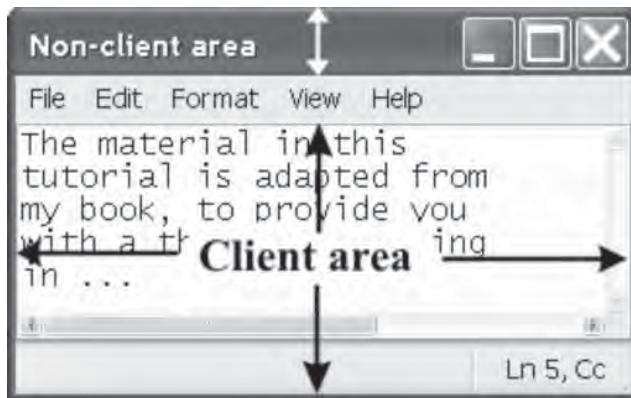 Non-client area
File Edit Format View Help
The material in this
tutorial is adapted from
my book, to provide you
with a th ing
Client area
in ...
Ln 5, Cc